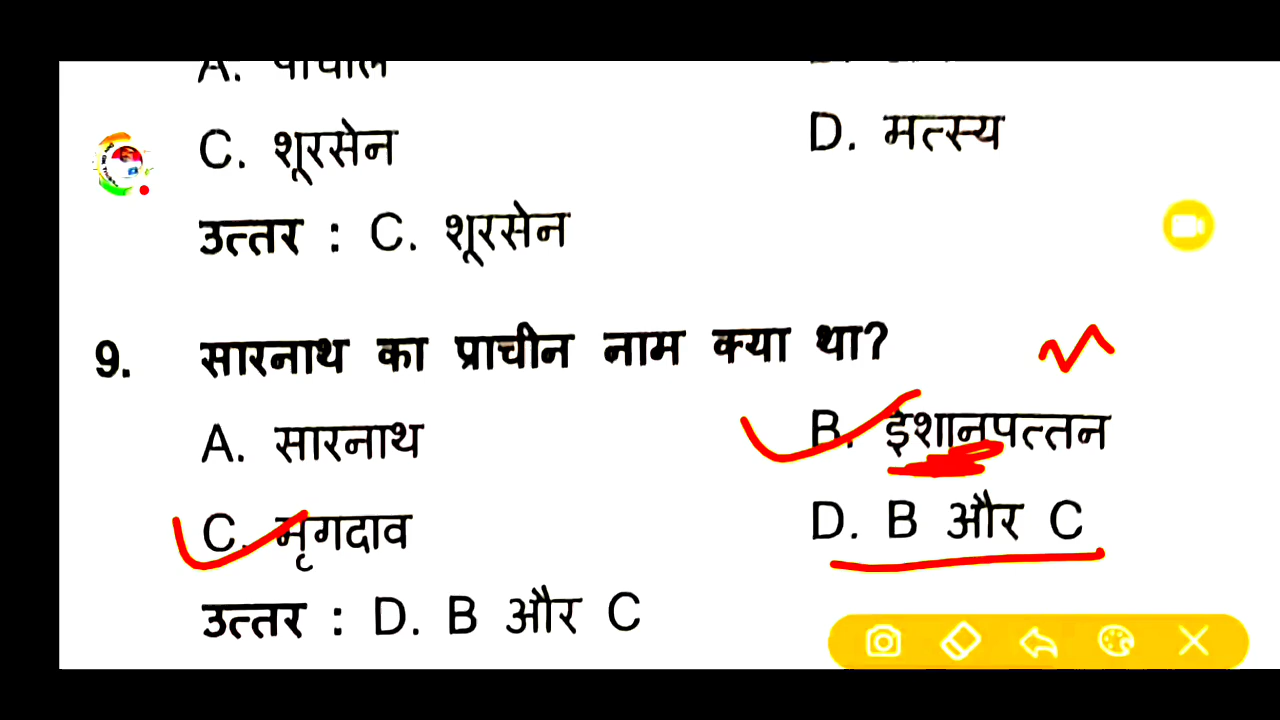 A. पांचाल
C. शूरसेन D. मत्स्य
उत्तर : C. शूरसेन
9. सारनाथ का प्राचीन नाम क्या था?
A. सारनाथ B. इशानपत्तन
C. मृगदाव D. B और C
उत्तर : D. B और C